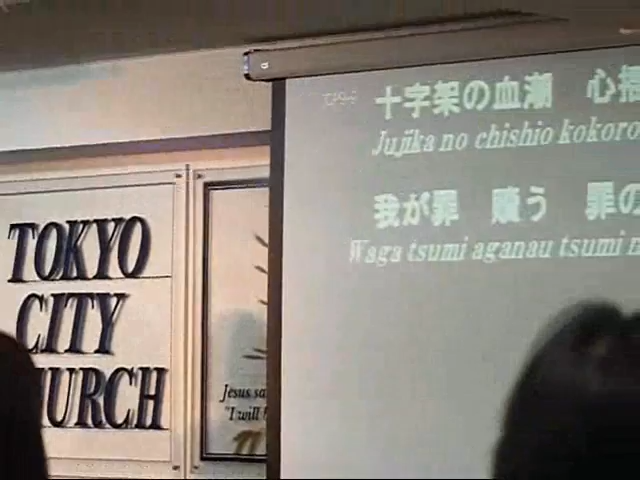 TOKYO
CITY
HURCH
Jesus sa
"I will
十字架の血潮 心
Jujika no chishio kokoro
我が罪 贖う 罪の
Waga tsumi aganau tsumi